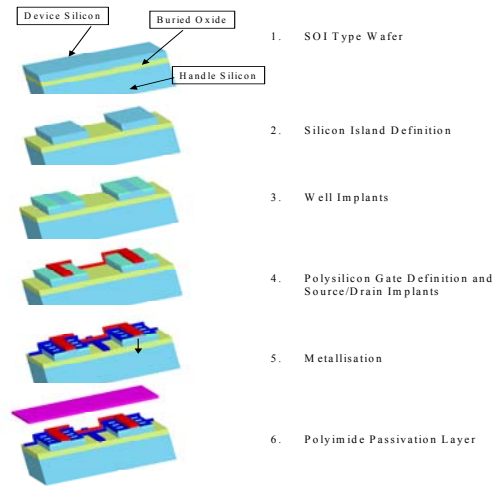 Device Silicon
Buried Oxide
Handle Silicon
1. SOI Type Wafer
2. Silicon Island Definition
3. Well Implants
4. Polysilicon Gate Definition and
Source/Drain Implants
5. Metallisation
6. Polyimide Passivation Layer